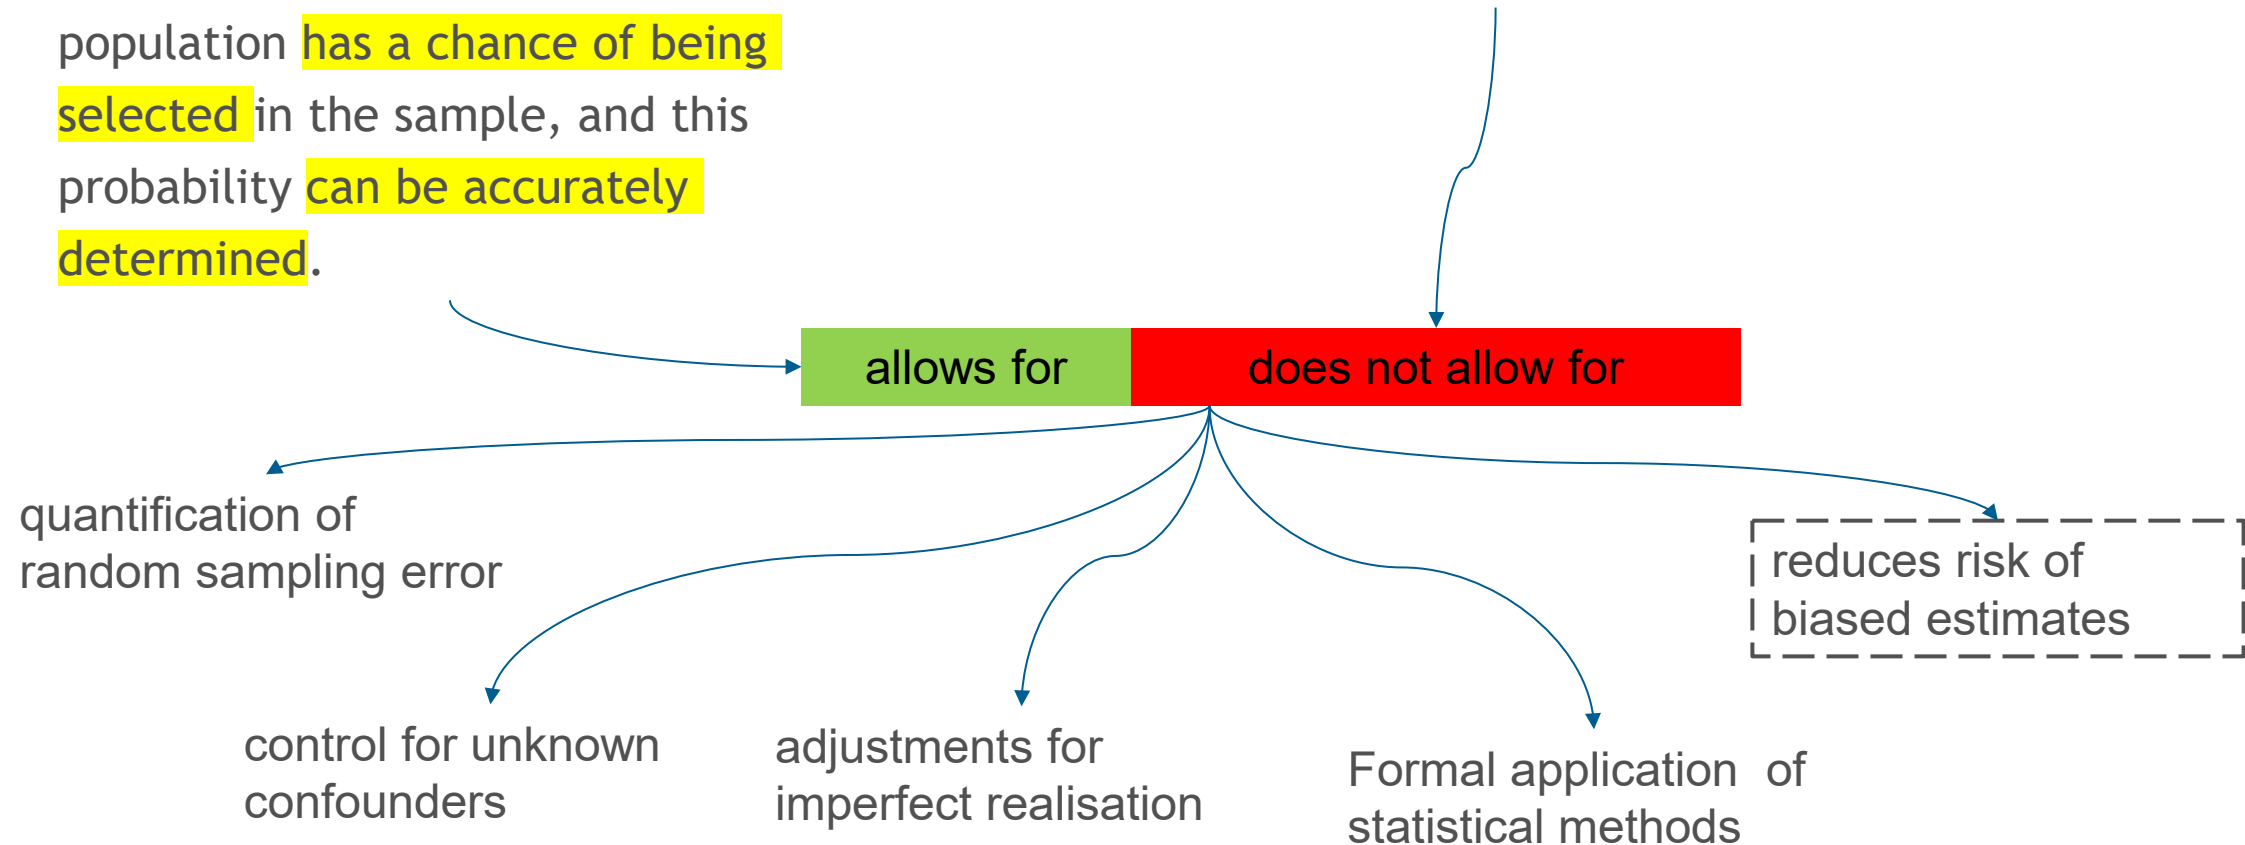 population has a chance of being
selected in the sample, and this
probability can be accurately
determined.
allows for
does not allow for
quantification of
random sampling error
reduces risk of
biased estimates
control for unknown
confounders
adjustments for
imperfect realisation
Formal application  of
statistical methods